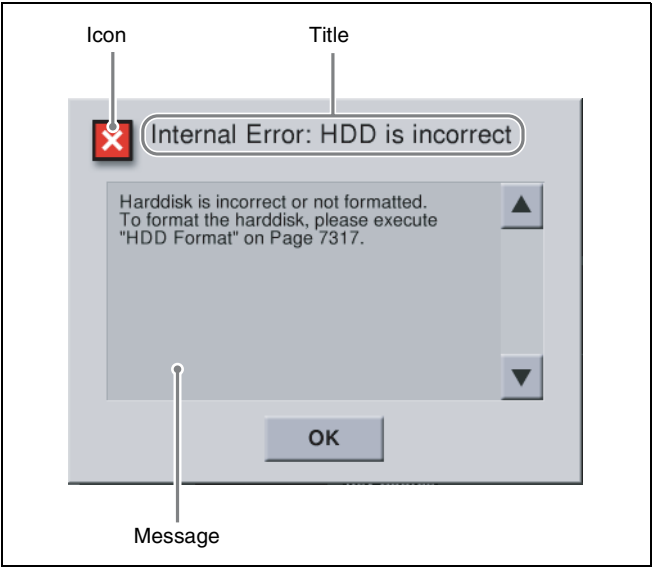 Icon
Title
Internal Error: HDD is incorrect
Harddisk is incorrect or not formatted.
To format the harddisk, please execute
"HDD Format" on Page 7317.
OK
Message